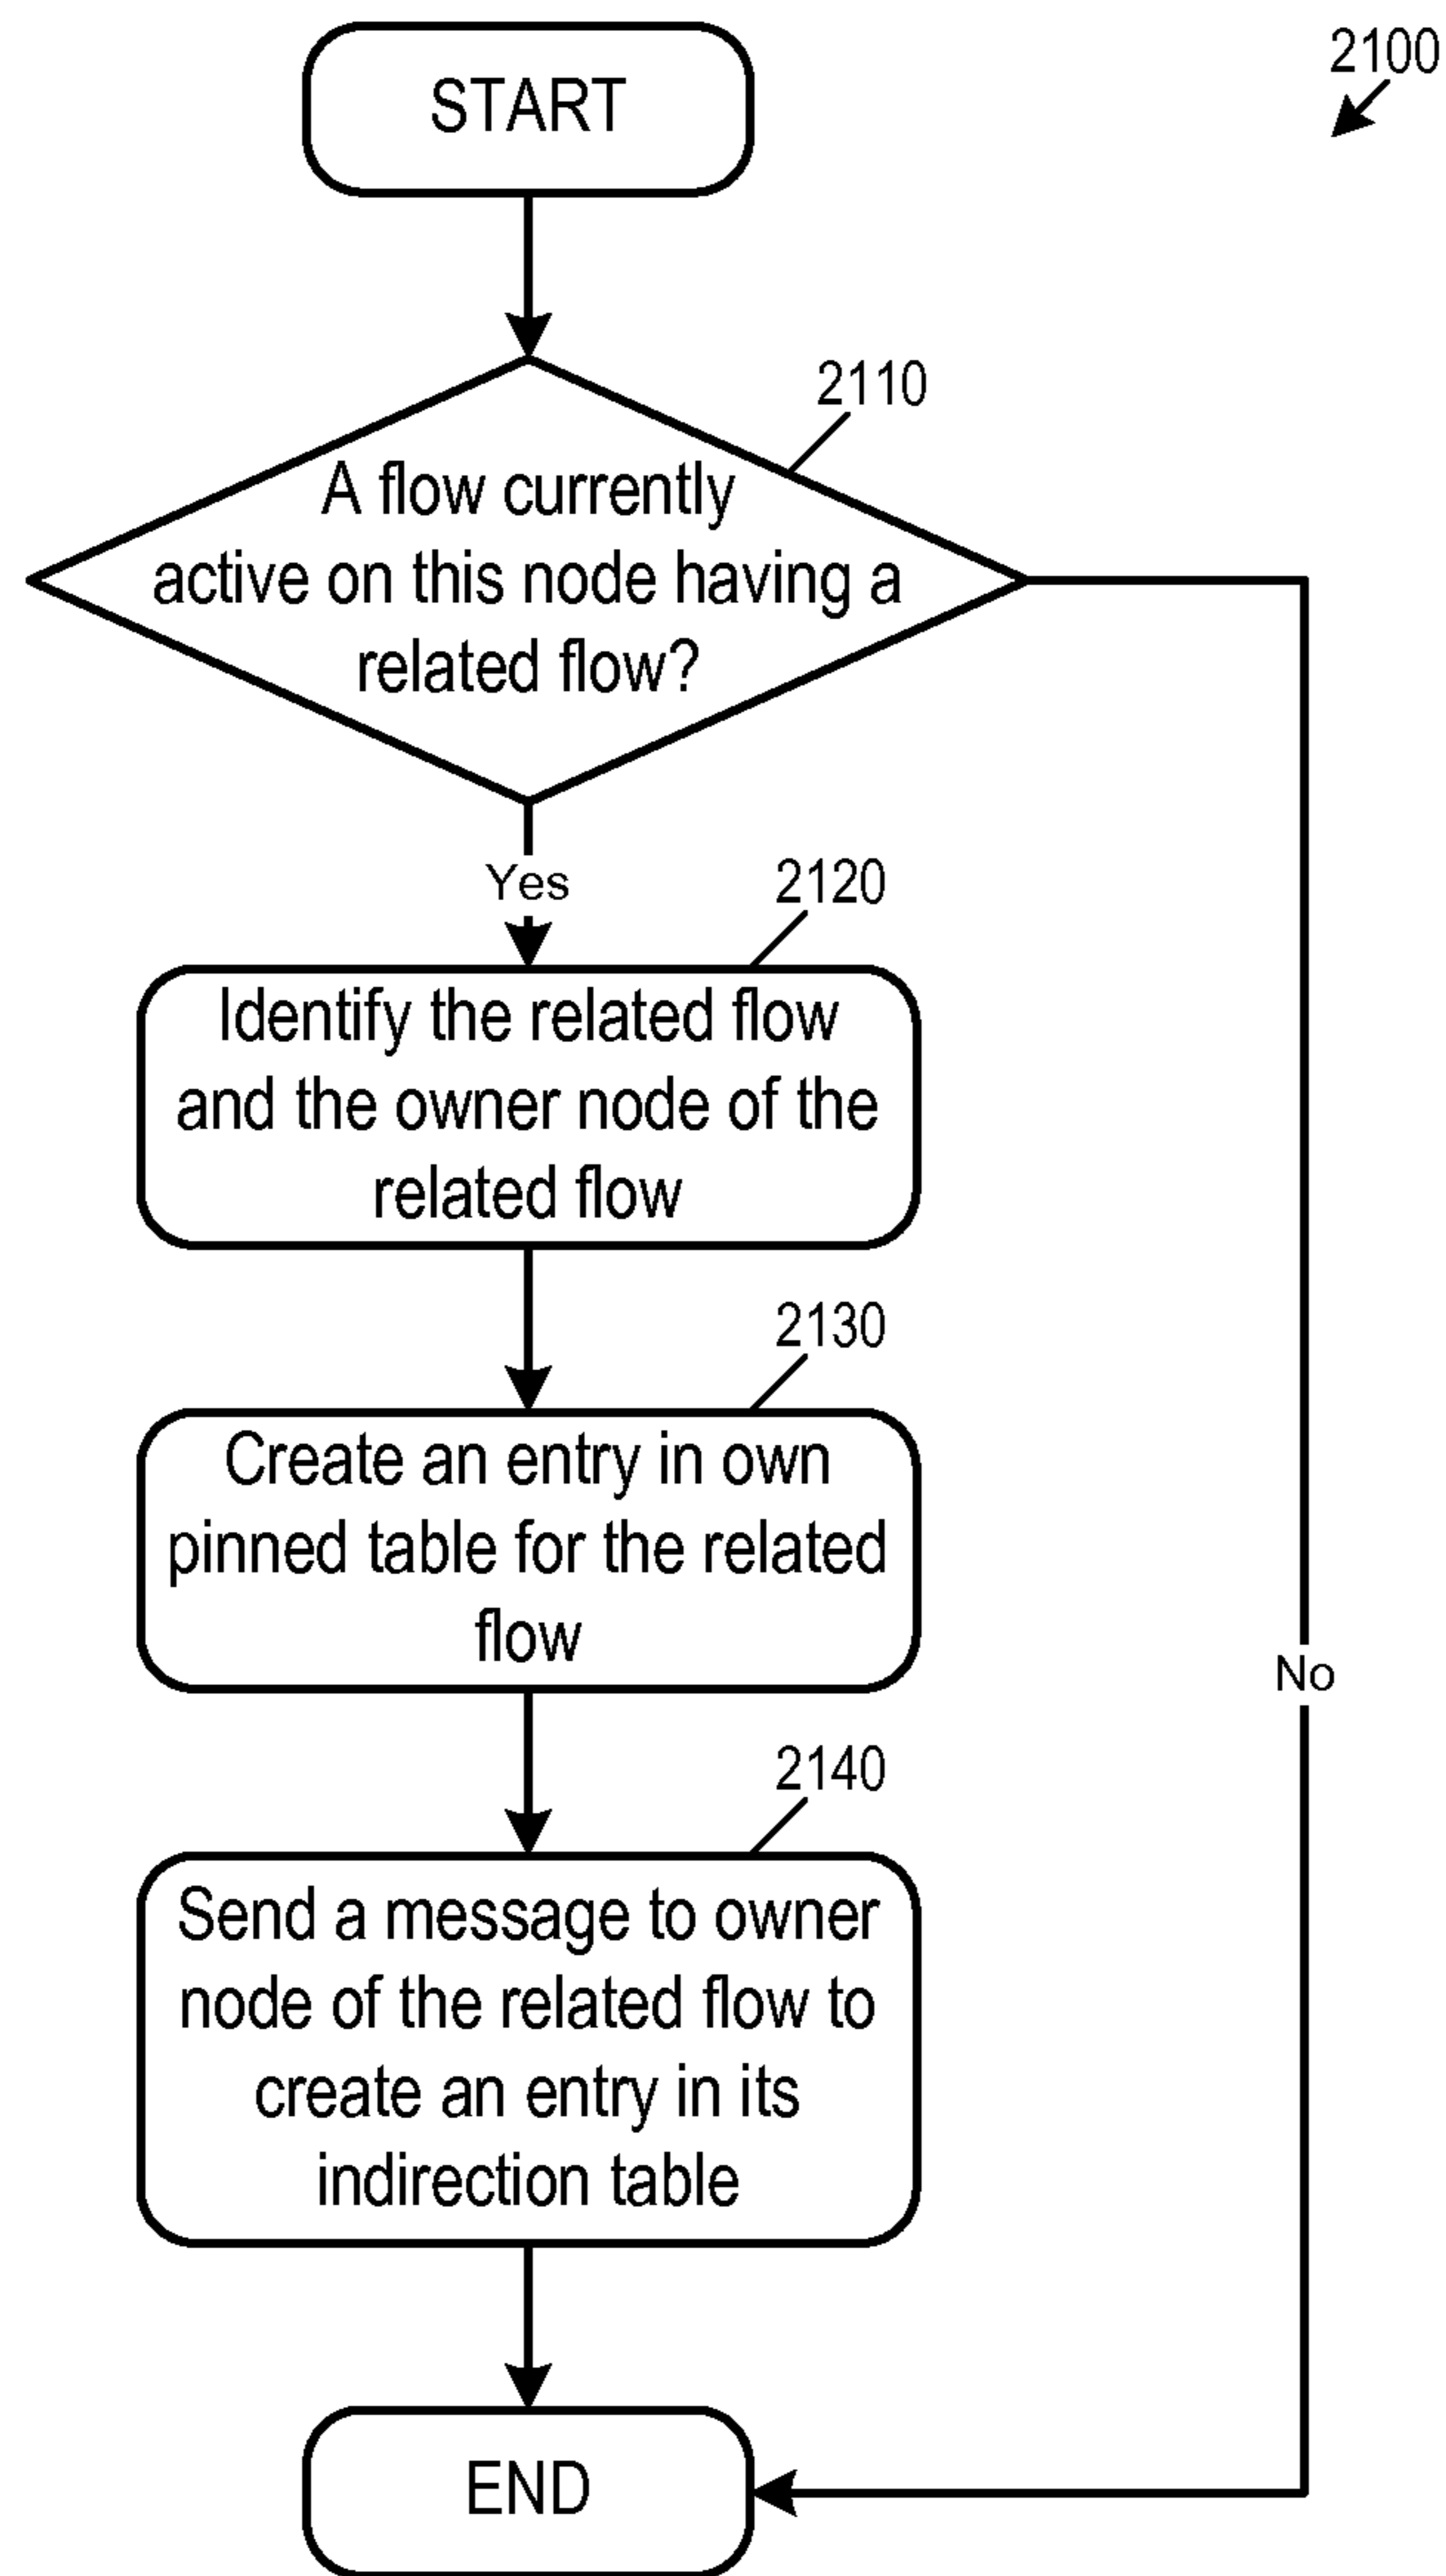 2100
START
2110
A flow currently
active on this node having a
related flow?
Yes
2120
Identify the related flow
and the owner node of the
related flow
2130
Create an entry in own
pinned table for the related
flow
No
2140
Send a message to owner
node of the related flow to
create an entry in its
indirection table
END